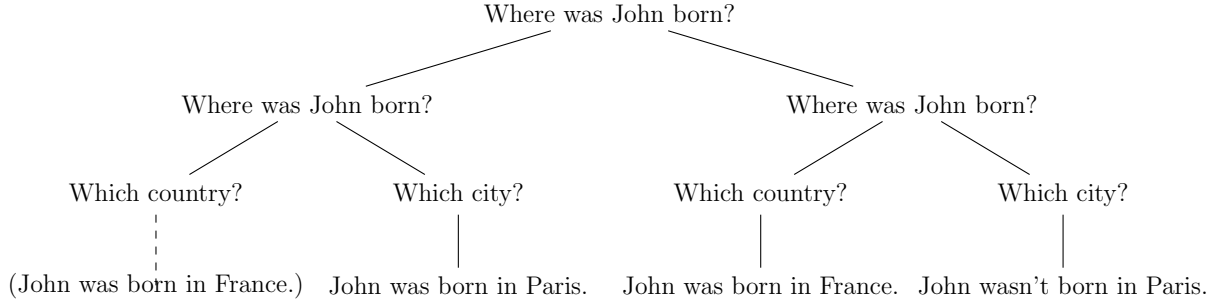 Where was John born?
Where was John born? Where was John born?
Which country? Which city? Which country? Which city?
(John was born in France.) John was born in Paris. John was born in France. John wasn't born in Paris.